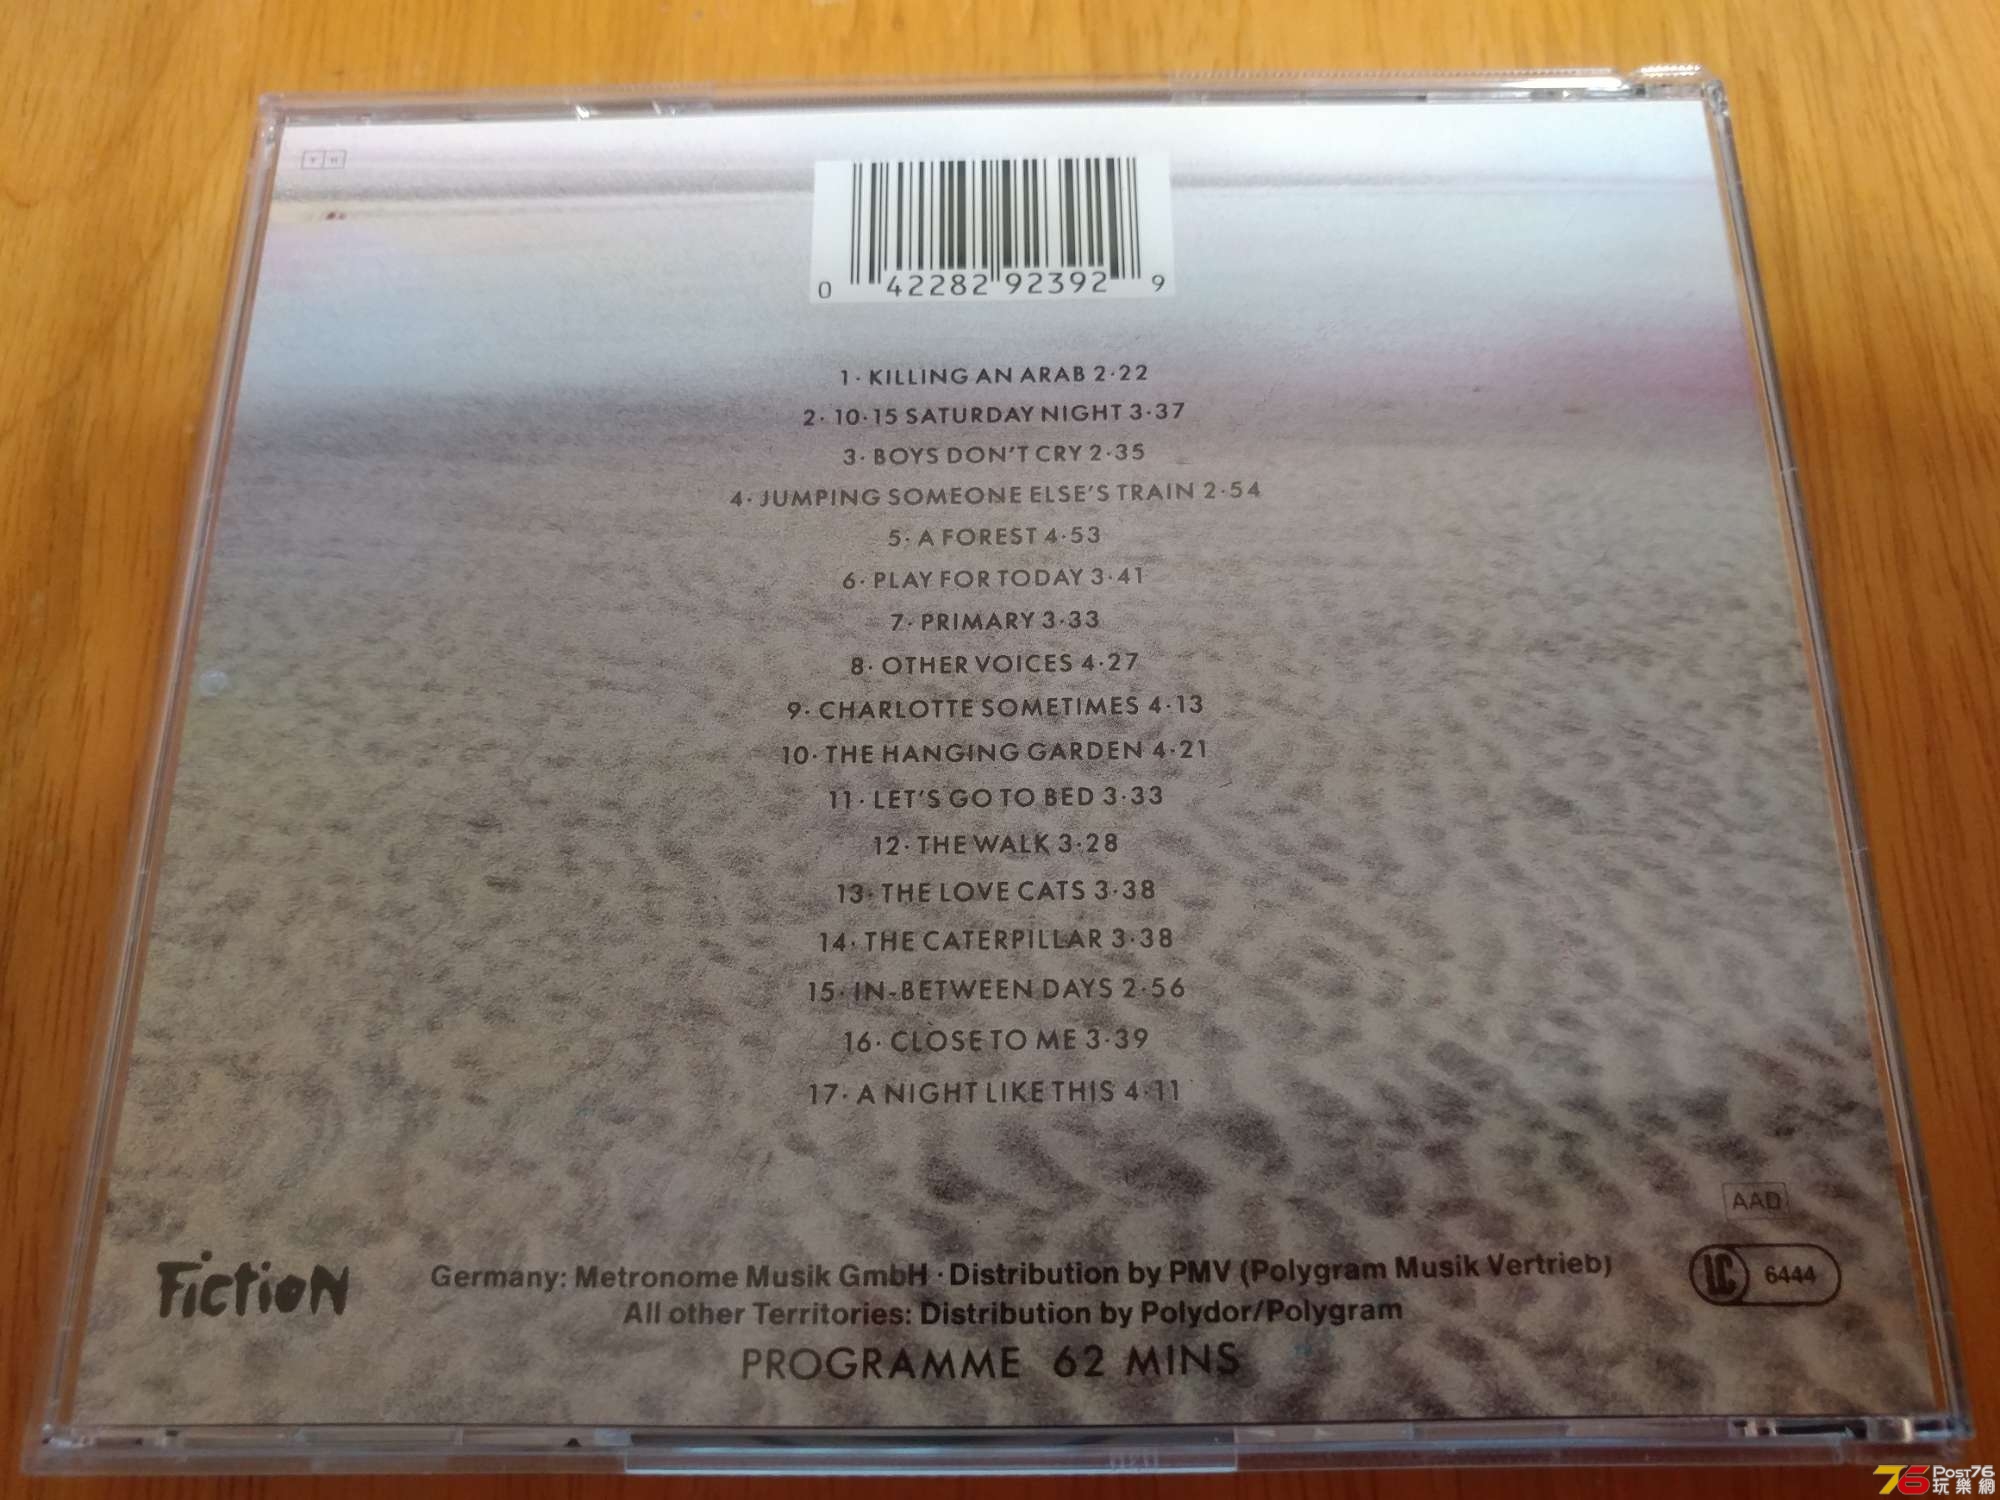 0 42282 92392 9
1· KILLING AN ARAB 2·22
2· 10·15 SATURDAY NIGHT 3·37
3· BOYS DON'T CRY 2·35
4· JUMPING SOMEONE ELSE'S TRAIN 2·54
5· A FOREST 4·53
6· PLAY FOR TODAY 3·41
7· PRIMARY 3·33
8· OTHER VOICES 4·27
9· CHARLOTTE SOMETIMES 4·13
10· THE HANGING GARDEN 4·21
11· LET'S GO TO BED 3·33
12· THE WALK 3·28
13· THE LOVE CATS 3·38
14· THE CATERPILLAR 3·38
15· IN-BETWEEN DAYS 2·56
16· CLOSE TO ME 3·39
17· A NIGHT LIKE THIS 4·11
AAD
FictioN
Germany: Metronome Musik GmbH · Distribution by PMV (Polygram Musik Vertrieb)
LC 6444
All other Territories: Distribution by Polydor/Polygram
PROGRAMME 62 MINS
76 Post76
玩樂網